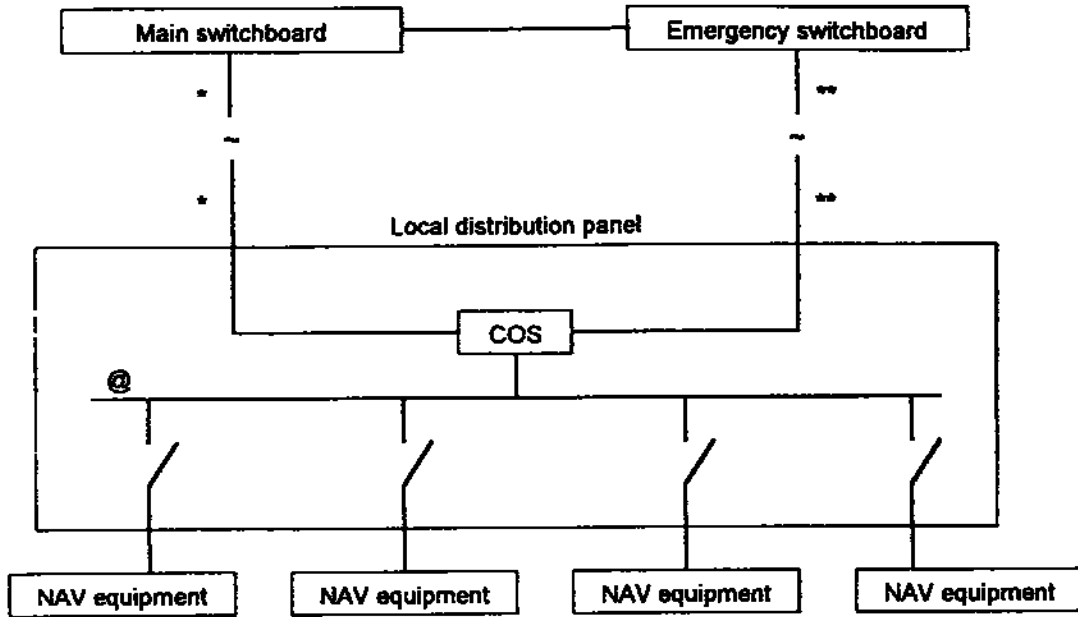 Main switchboard
Emergency switchboard
* **
~ ~
* **
Local distribution panel
COS
@
NAV equipment
NAV equipment
NAV equipment
NAV equipment